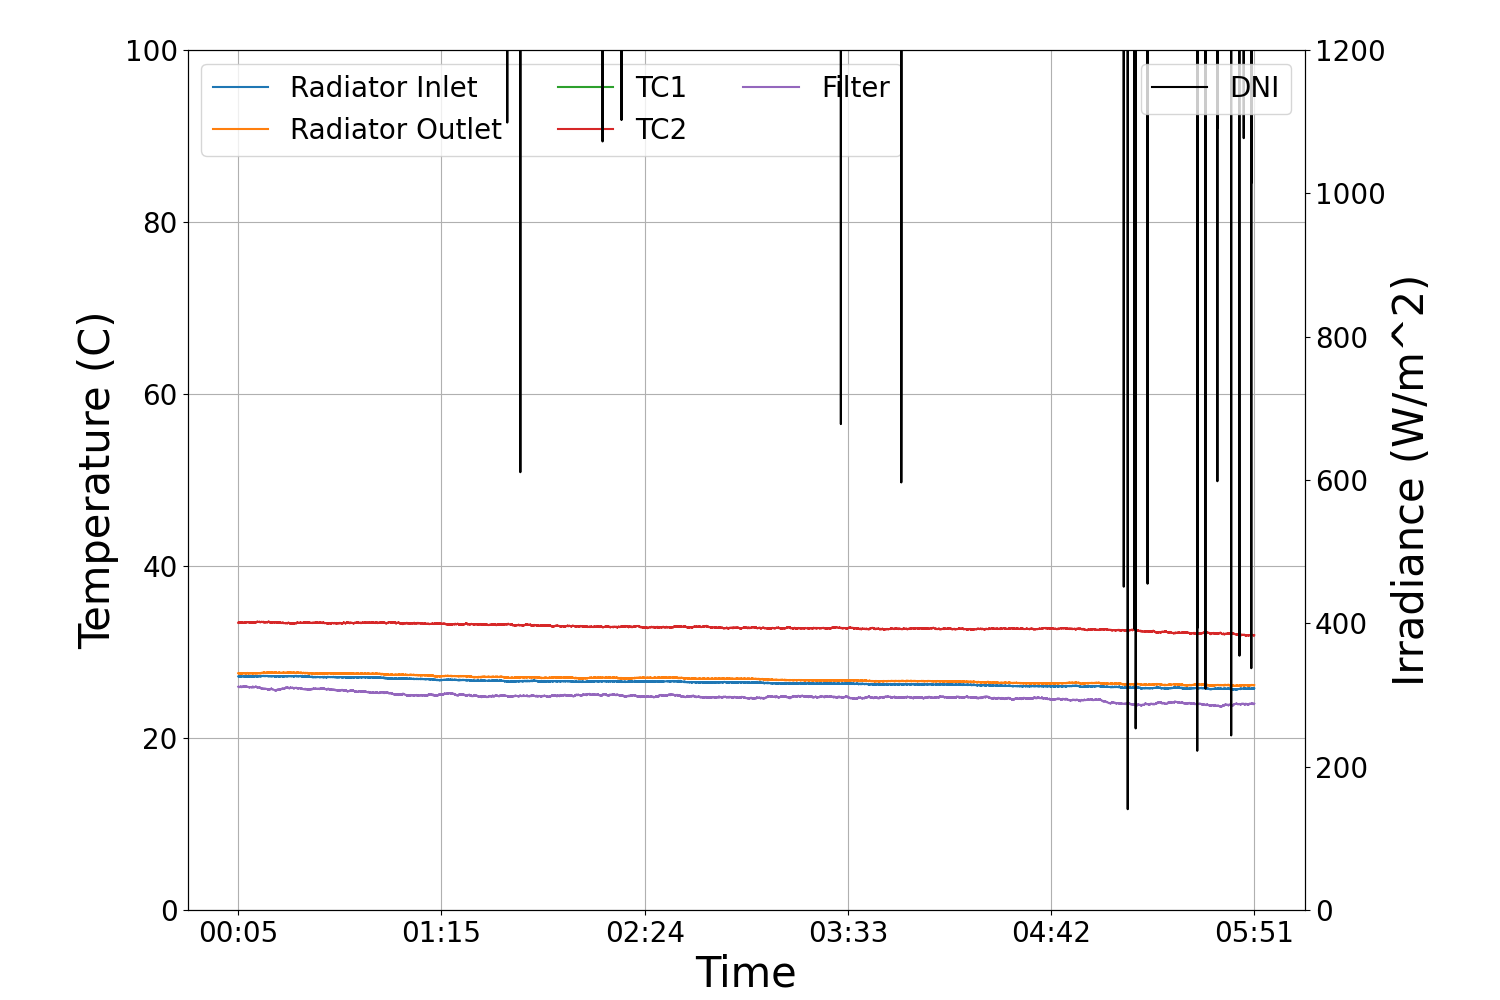 100
80
60
40
20
0
Temperature (C)
Radiator Inlet
Radiator Outlet
TC1
TC2
Filter
DNI
1200
1000
800
600
400
200
0
Irradiance (W/m^2)
00:05 01:15 02:24 03:33 04:42 05:51
Time